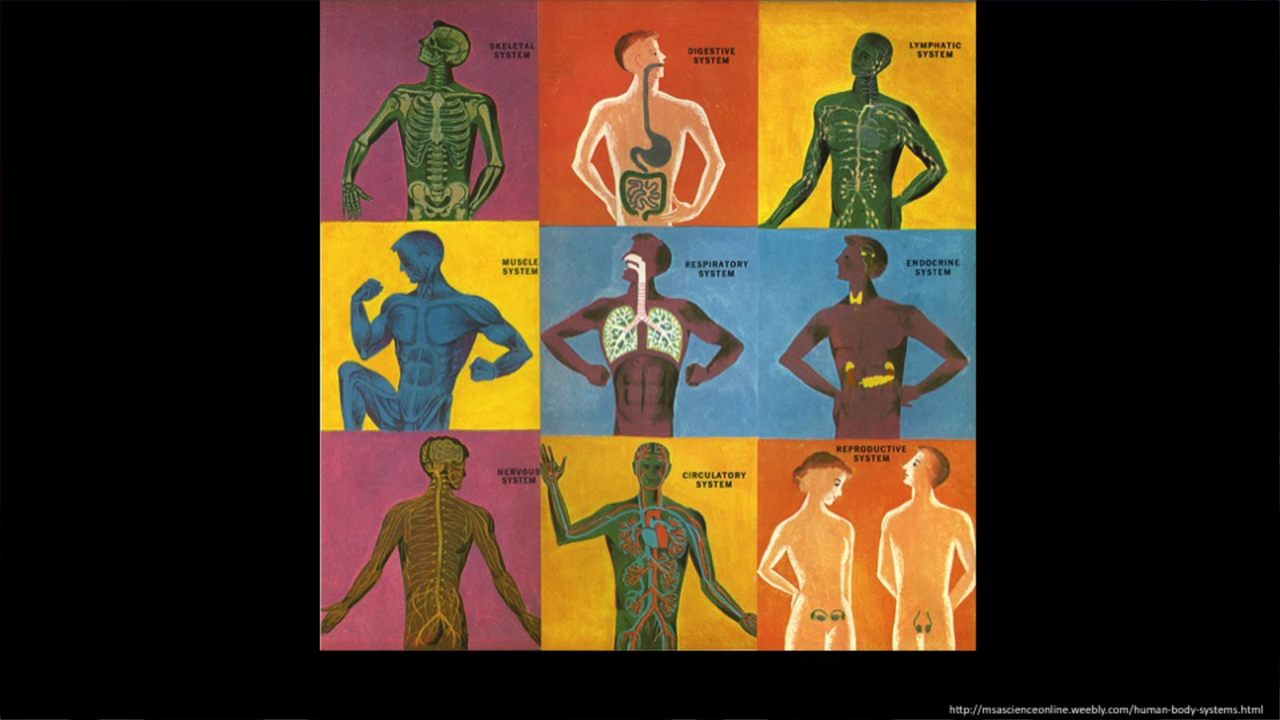 SKELETAL
SYSTEM
DIGESTIVE
SYSTEM
LYMPHATIC
SYSTEM
MUSCLE
SYSTEM
RESPIRATORY
SYSTEM
ENDOCRINE
SYSTEM
NERVOUS
SYSTEM
CIRCULATORY
SYSTEM
REPRODUCTIVE
SYSTEM
http://msascienceonline.weebly.com/human-body-systems.html